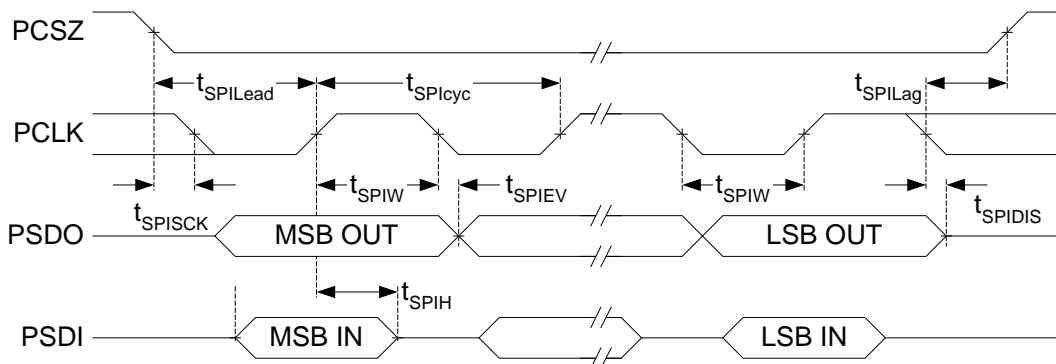 PCSZ
tSPILead
tSPIcyc
tSPILag
PCLK
tSPIW
tSPIEV
tSPIW
tSPISCK
tSPIDIS
PSDO
MSB OUT
LSB OUT
tSPIH
PSDI
MSB IN
LSB IN